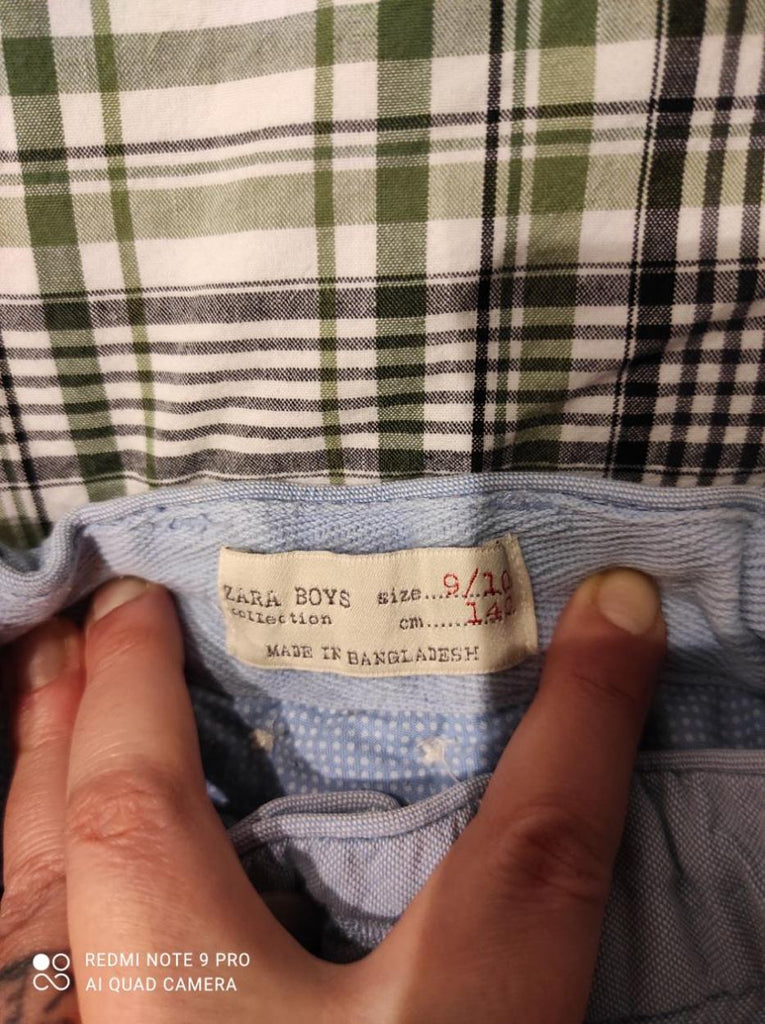 ZARA BOYS size...9/10
collection cm......140
MADE IN BANGLADESH
REDMI NOTE 9 PRO
AI QUAD CAMERA